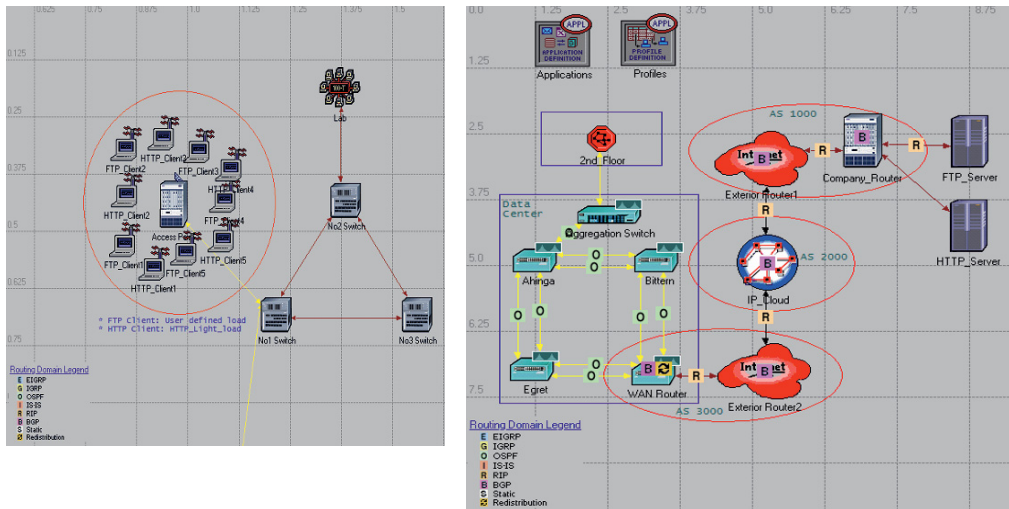 0.625
0.75
0.875
1.0
1.125
1.25
1.375
1.5
0.125
0.25
0.375
0.5
0.625
0.75
Lab
HTTP_Client3
FTP_Client2
FTP_Client3
HTTP_Client4
HTTP_Client2
FTP_Client4
Access Point
FTP_Client1
HTTP_Client5
FTP_Client5
HTTP_Client1
No2 Switch
No1 Switch
No3 Switch
* FTP Client: User defined load
* HTTP Client: HTTP_Light_load
Routing Domain Legend
E EIGRP
G IGRP
O OSPF
I IS-IS
R RIP
B BGP
S Static
Redistribution
0.0
1.25
2.5
3.75
5.0
6.25
7.5
8.75
1.25
2.5
3.75
5.0
6.25
7.5
APPL
APPLICATION
DEFINITION
Applications
APPL
PROFILE
DEFINITION
Profiles
2nd_Floor
Data
Center
Aggregation Switch
O
O
O
Ahinga
Bittern
O
O
O
O
O
O
Egret
B
WAN Router
AS 1000
Internet
B
Exterior Router1
R
B
Company_Router
R
FTP_Server
HTTP_Server
R
AS 2000
B
IP_Cloud
R
R
Internet
B
Exterior Router2
AS 3000
Routing Domain Legend
E EIGRP
G IGRP
O OSPF
I IS-IS
R RIP
B BGP
S Static
Redistribution